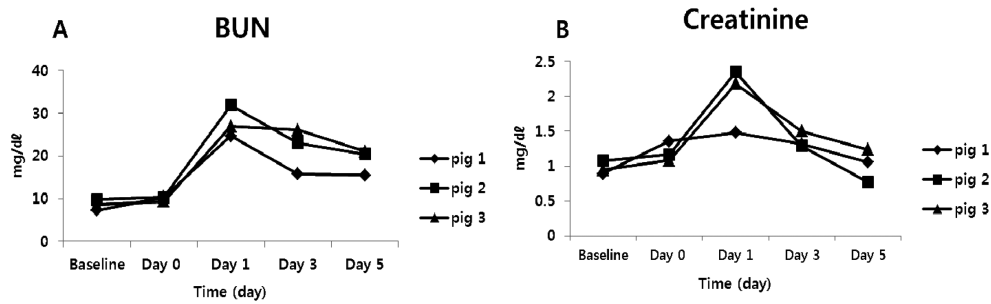 A
BUN
mg/dℓ
40
30
20
10
0
Baseline Day 0 Day 1 Day 3 Day 5
Time (day)
pig 1
pig 2
pig 3
B
Creatinine
mg/dℓ
2.5
2
1.5
1
0.5
0
Baseline Day 0 Day 1 Day 3 Day 5
Time (day)
pig 1
pig 2
pig 3